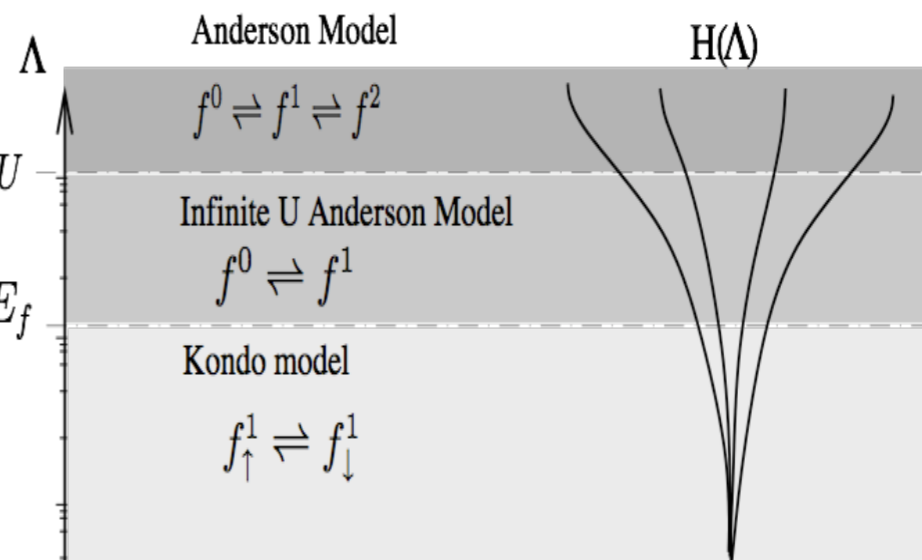 Anderson Model
H(Λ)
Λ
f⁰ ⇌ f¹ ⇌ f²
U
Infinite U Anderson Model
f⁰ ⇌ f¹
E_f
Kondo model
f¹↑ ⇌ f¹↓